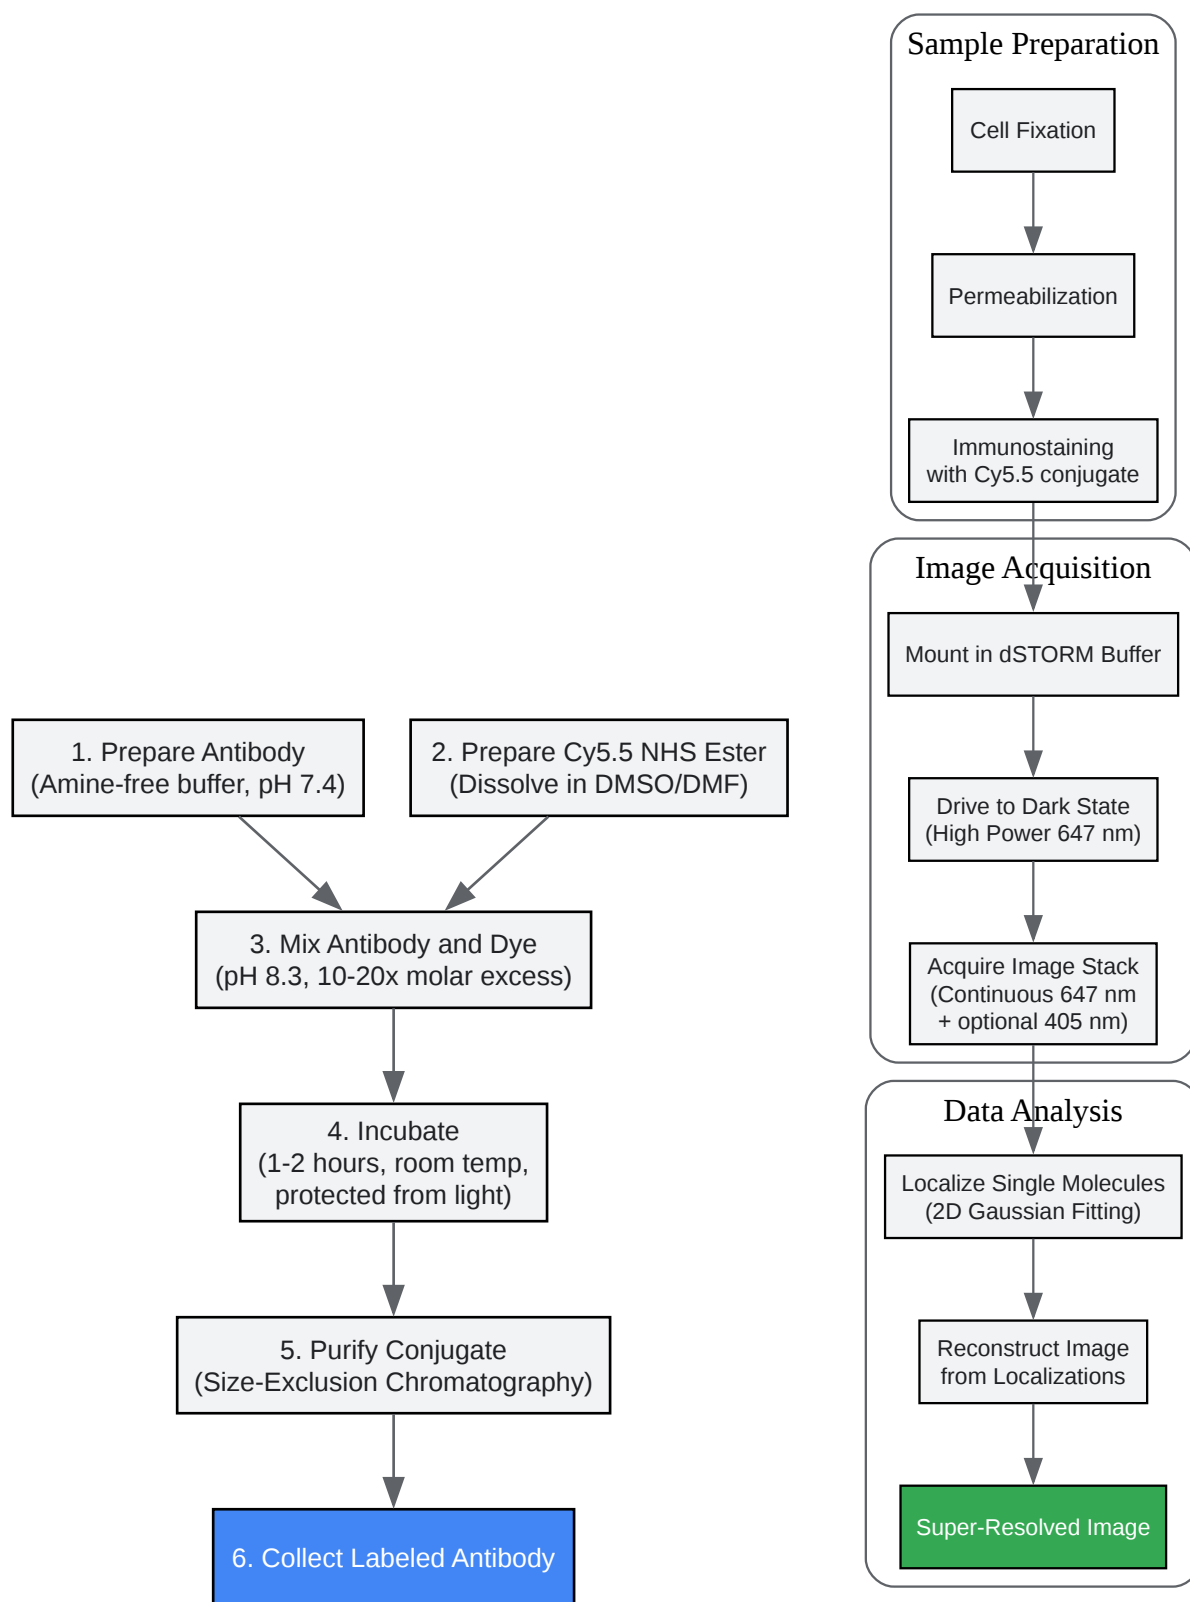 1. Prepare Antibody
(Amine-free buffer, pH 7.4)
2. Prepare Cy5.5 NHS Ester
(Dissolve in DMSO/DMF)
3. Mix Antibody and Dye
(pH 8.3, 10-20x molar excess)
4. Incubate
(1-2 hours, room temp,
protected from light)
5. Purify Conjugate
(Size-Exclusion Chromatography)
6. Collect Labeled Antibody
Sample Preparation
Cell Fixation
Permeabilization
Immunostaining
with Cy5.5 conjugate
Image Acquisition
Mount in dSTORM Buffer
Drive to Dark State
(High Power 647 nm)
Acquire Image Stack
(Continuous 647 nm
+ optional 405 nm)
Data Analysis
Localize Single Molecules
(2D Gaussian Fitting)
Reconstruct Image
from Localizations
Super-Resolved Image